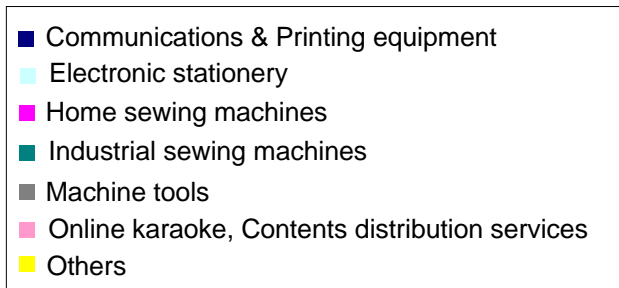 Communications & Printing equipment
Electronic stationery
Home sewing machines
Industrial sewing machines
Machine tools
Online karaoke, Contents distribution services
Others